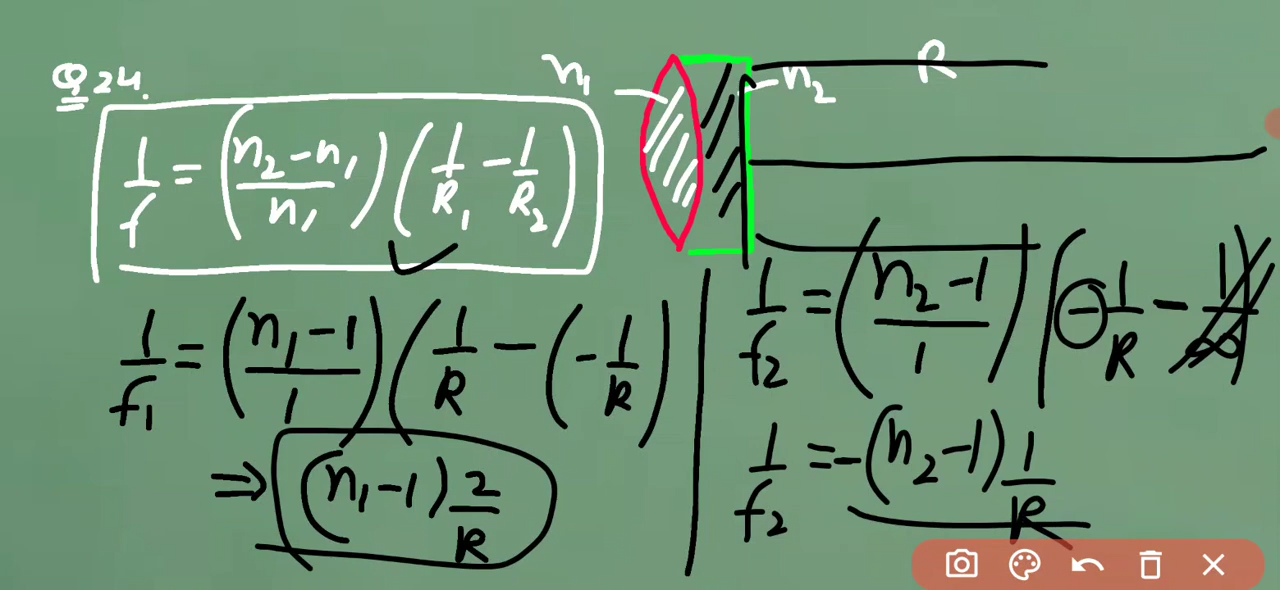 Q24.
n₁
n₂
R
1/f = ((n₂ - n₁)/n₁) (1/R₁ - 1/R₂)
1/f₁ = ((n₁ - 1)/1) (1/R - (-1/R)
⇒ (n₁ - 1) 2/R
1/f₂ = ((n₂ - 1)/1) (-1/R - 1/∞)
1/f₂ = -(n₂ - 1) 1/R